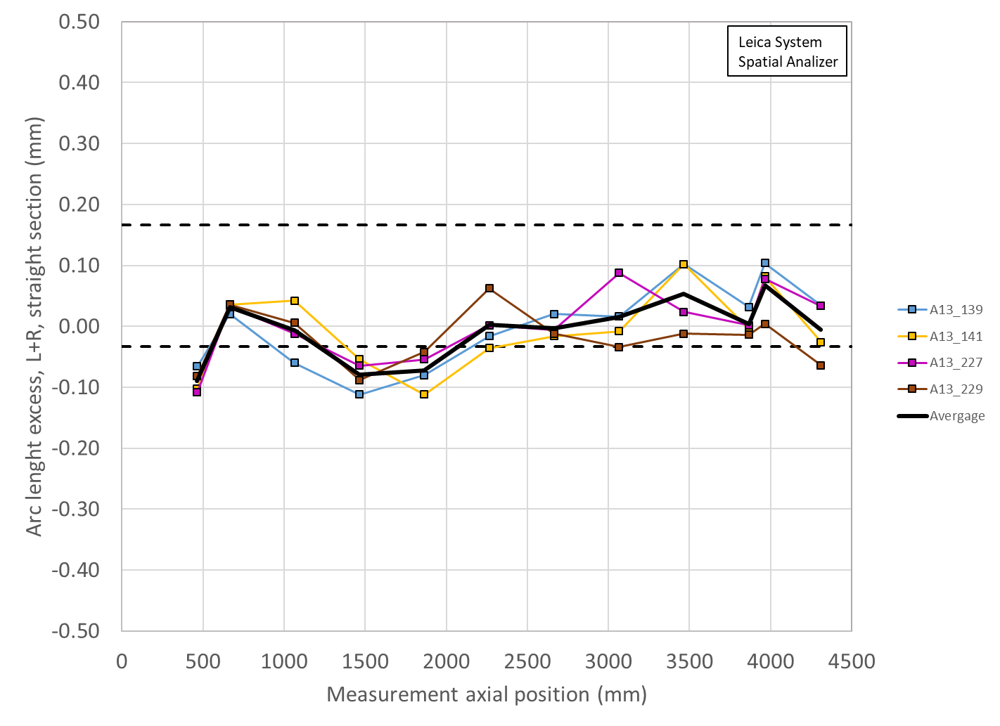 0.50
0.40
0.30
0.20
0.10
0.00
-0.10
-0.20
-0.30
-0.40
-0.50
Arc lenght excess, L+R, straight section (mm)
Leica System
Spatial Analizer
A13_139
A13_141
A13_227
A13_229
Avergage
0 500 1000 1500 2000 2500 3000 3500 4000 4500
Measurement axial position (mm)